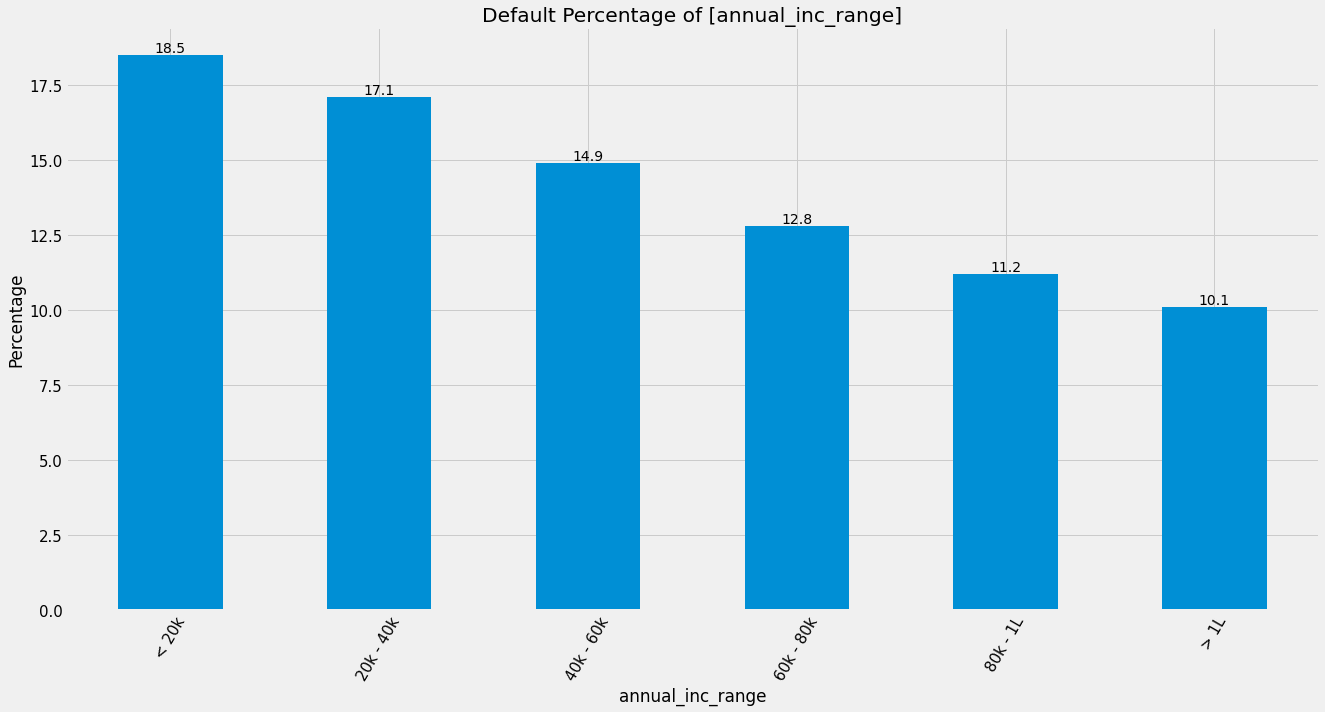 Default Percentage of [annual_inc_range]
18.5
17.1
14.9
12.8
11.2
10.1
17.5
15.0
12.5
10.0
7.5
5.0
2.5
0.0
Percentage
< 20k
20k - 40k
40k - 60k
60k - 80k
80k - 1L
> 1L
annual_inc_range